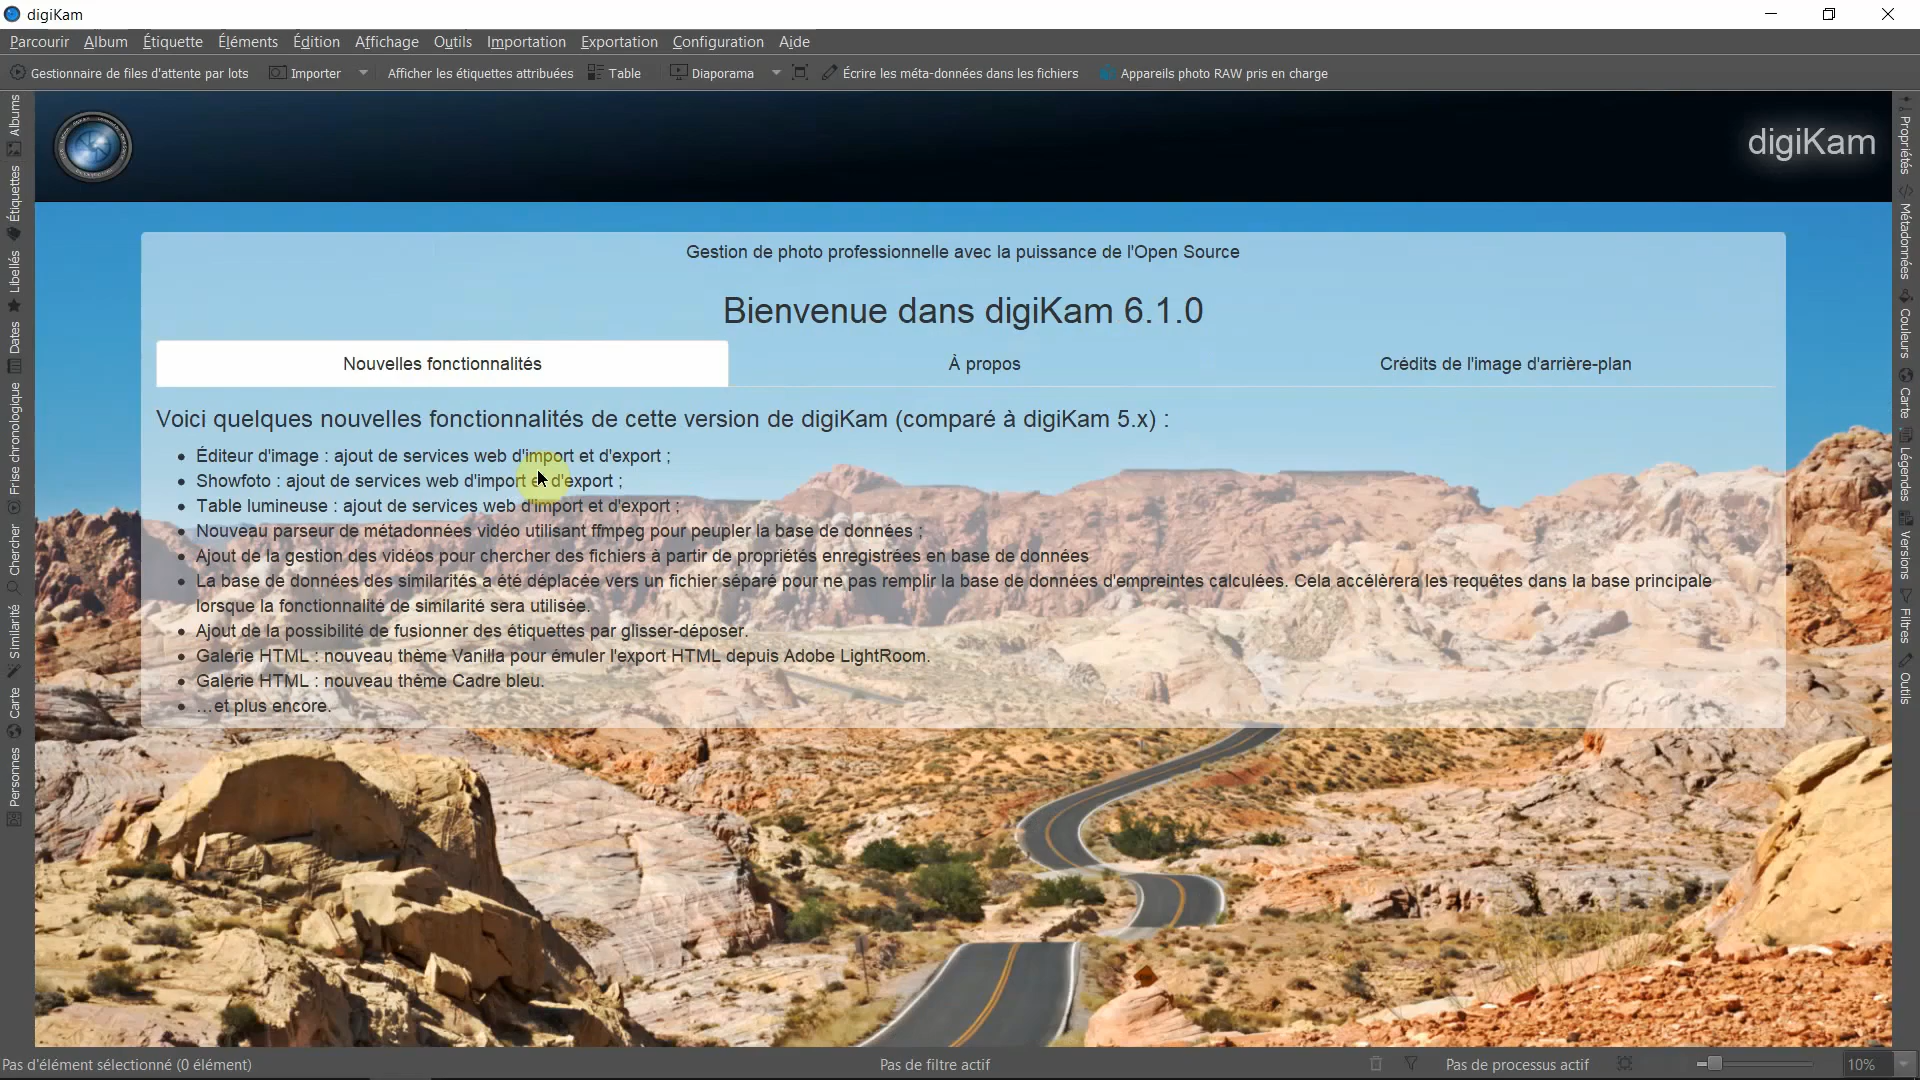 digiKam
Parcourir Album Étiquette Éléments Édition Affichage Outils Importation Exportation Configuration Aide
Gestionnaire de files d'attente par lots Importer Afficher les étiquettes attribuées Table Diaporama Écrire les méta-données dans les fichiers Appareils photo RAW pris en charge
Albums
Étiquettes
Libellés
Dates
Frise chronologique
Chercher
Similarité
Carte
Personnes
digiKam
Gestion de photo professionnelle avec la puissance de l'Open Source
Bienvenue dans digiKam 6.1.0
Nouvelles fonctionnalités À propos Crédits de l'image d'arrière-plan
Voici quelques nouvelles fonctionnalités de cette version de digiKam (comparé à digiKam 5.x) :
• Éditeur d'image : ajout de services web d'import et d'export ;
• Showfoto : ajout de services web d'import et d'export ;
• Table lumineuse : ajout de services web d'import et d'export ;
• Nouveau parseur de métadonnées vidéo utilisant ffmpeg pour peupler la base de données ;
• Ajout de la gestion des vidéos pour chercher des fichiers à partir de propriétés enregistrées en base de données
• La base de données des similarités a été déplacée vers un fichier séparé pour ne pas remplir la base de données d'empreintes calculées. Cela accélèrera les requêtes dans la base principale
lorsque la fonctionnalité de similarité sera utilisée.
• Ajout de la possibilité de fusionner des étiquettes par glisser-déposer.
• Galerie HTML : nouveau thème Vanilla pour émuler l'export HTML depuis Adobe LightRoom.
• Galerie HTML : nouveau thème Cadre bleu.
• …et plus encore.
Propriétés
Métadonnées
Couleurs
Carte
Légendes
Versions
Filtres
Outils
Pas d'élément sélectionné (0 élément) Pas de filtre actif Pas de processus actif 10%